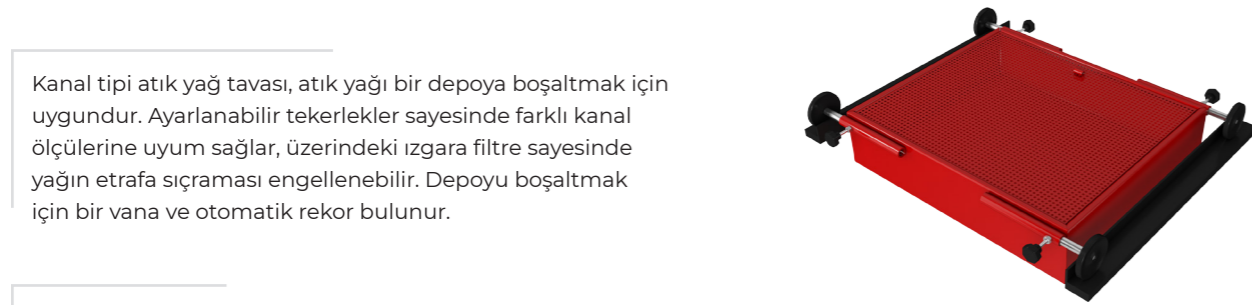 Kanal tipi atık yağ tavası, atık yağı bir depoya boşaltmak için
uygundur. Ayarlanabilir tekerlekler sayesinde farklı kanal
ölçülerine uyum sağlar, üzerindeki ızgara filtre sayesinde
yağın etrafa sıçraması engellenebilir. Depoyu boşaltmak
için bir vana ve otomatik rekor bulunur.